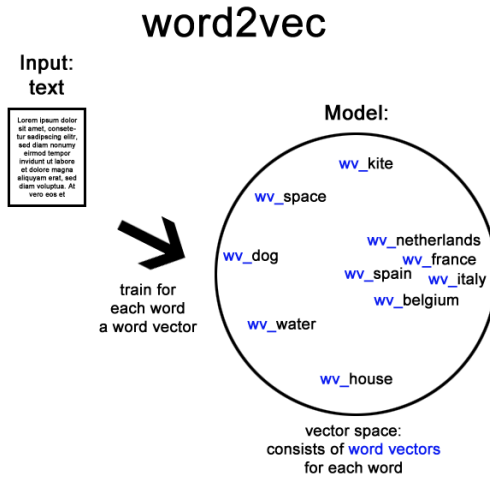 word2vec
Input:
text
Lorem ipsum dolor
sit amet, consete-
tur sadipscing elitr,
sed diam nonumy
eirmod tempor
invidunt ut labore
et dolore magna
aliquyam erat, sed
diam voluptua. At
vero eos et
train for
each word
a word vector
Model:
wv_kite
wv_space
wv_netherlands
wv_dog
wv_france
wv_spain
wv_italy
wv_belgium
wv_water
wv_house
vector space:
consists of word vectors
for each word